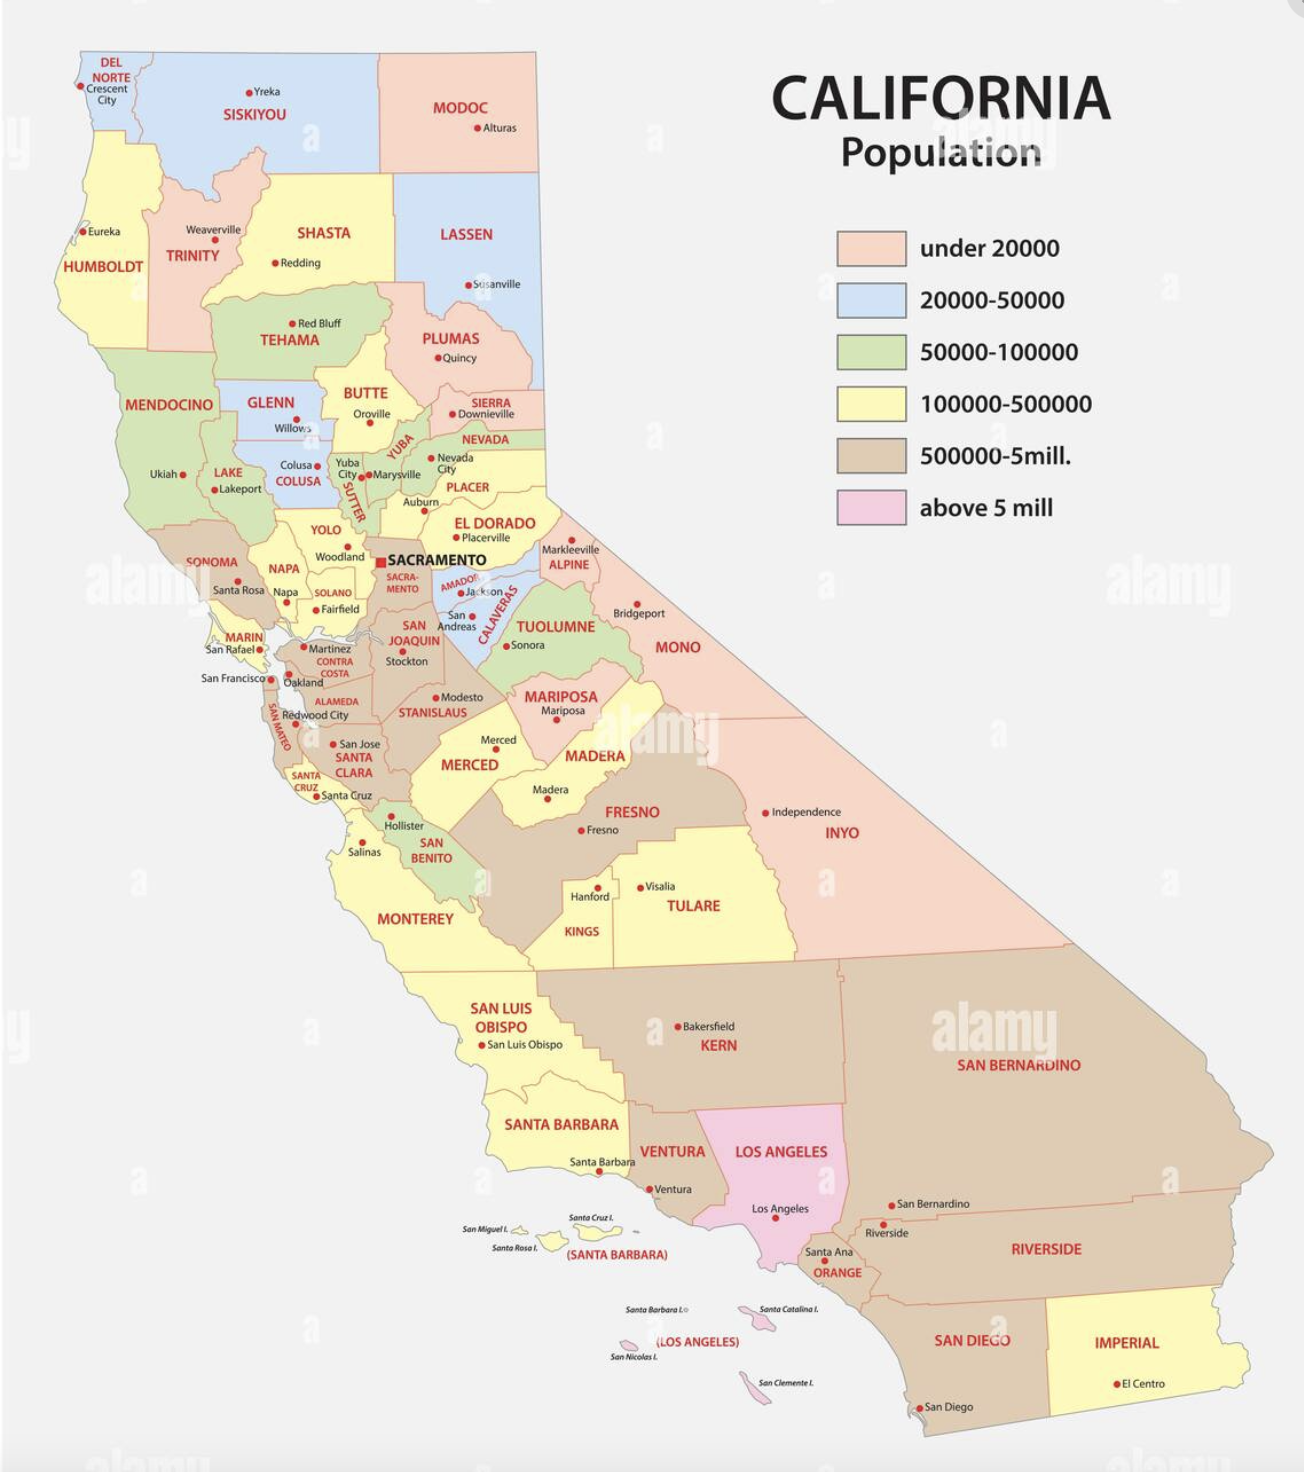 CALIFORNIA
Population
under 20000
20000-50000
50000-100000
100000-500000
500000-5mill.
above 5 mill
DEL
NORTE
Crescent
City
Yreka
SISKIYOU
MODOC
Alturas
Eureka
HUMBOLDT
Weaverville
TRINITY
SHASTA
Redding
LASSEN
Susanville
Red Bluff
TEHAMA
PLUMAS
Quincy
MENDOCINO
Ukiah
GLENN
Willows
BUTTE
Oroville
SIERRA
Downieville
NEVADA
Nevada
City
YUBA
Marysville
Yuba
City
SUTTER
LAKE
Lakeport
Colusa
COLUSA
PLACER
Auburn
EL DORADO
Placerville
YOLO
Woodland
SACRAMENTO
SACRA-
MENTO
SONOMA
Santa Rosa
NAPA
Napa
SOLANO
Fairfield
AMADOR
Jackson
San
Andreas
CALAVERAS
Markleeville
ALPINE
Bridgeport
MONO
TUOLUMNE
Sonora
MARIN
San Rafael
Martinez
CONTRA
COSTA
SAN
JOAQUIN
Stockton
San Francisco
Oakland
ALAMEDA
Modesto
STANISLAUS
MARIPOSA
Mariposa
SAN MATEO
Redwood City
San Jose
SANTA
CLARA
Merced
MERCED
MADERA
Madera
SANTA
CRUZ
Santa Cruz
FRESNO
Fresno
Independence
INYO
Hollister
SAN
BENITO
Salinas
MONTEREY
Hanford
KINGS
Visalia
TULARE
SAN LUIS
OBISPO
San Luis Obispo
Bakersfield
KERN
SAN BERNARDINO
San Bernardino
SANTA BARBARA
Santa Barbara
VENTURA
Ventura
LOS ANGELES
Los Angeles
Riverside
RIVERSIDE
Santa Ana
ORANGE
San Miguel I.
Santa Cruz I.
Santa Rosa I.
(SANTA BARBARA)
Santa Barbara I.
Santa Catalina I.
(LOS ANGELES)
San Nicolas I.
San Clemente I.
SAN DIEGO
San Diego
IMPERIAL
El Centro
alamy
alamy
alamy
alamy
alamy